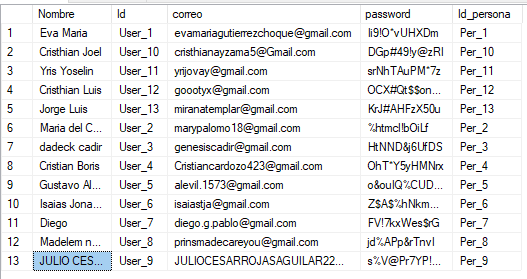 Nombre Id correo password Id_persona
1 Eva Maria User_1 evamariagutierrezchoque@gmail.com Ii9!O*vUHXDm Per_1
2 Cristhian Joel User_10 cristhianayzama5@gmail.com DGp#49!y@zRI Per_10
3 Yris Yoselin User_11 yrijovay@gmail.com srNhTAuPM*7z Per_11
4 Cristhian Luis User_12 goootyx@gmail.com OCX#Qt$$on... Per_12
5 Jorge Luis User_13 miranatemplar@gmail.com KrJ#AHFzX50u Per_13
6 Maria del C... User_2 marypalomo18@gmail.com %htmcI!bOiLf Per_2
7 dadeck cadir User_3 genesiscadir@gmail.com HtNND&j6UfDS Per_3
8 Cristian Boris User_4 Cristiancardozo423@gmail.com OhT*Y5yHMNrx Per_4
9 Gustavo Al... User_5 alevil.1573@gmail.com o&oulQ%CUD... Per_5
10 Isaias Jona... User_6 isaiastja@gmail.com Z$A$%hNkm... Per_6
11 Diego User_7 diego.g.pablo@gmail.com FV!7kxWes$rG Per_7
12 Madelem n... User_8 prinsmadecareyou@gmail.com jd%APp&rTnvI Per_8
13 JULIO CES... User_9 JULIOCESARROJASAGUILAR22... s%V@Pr7YP!... Per_9